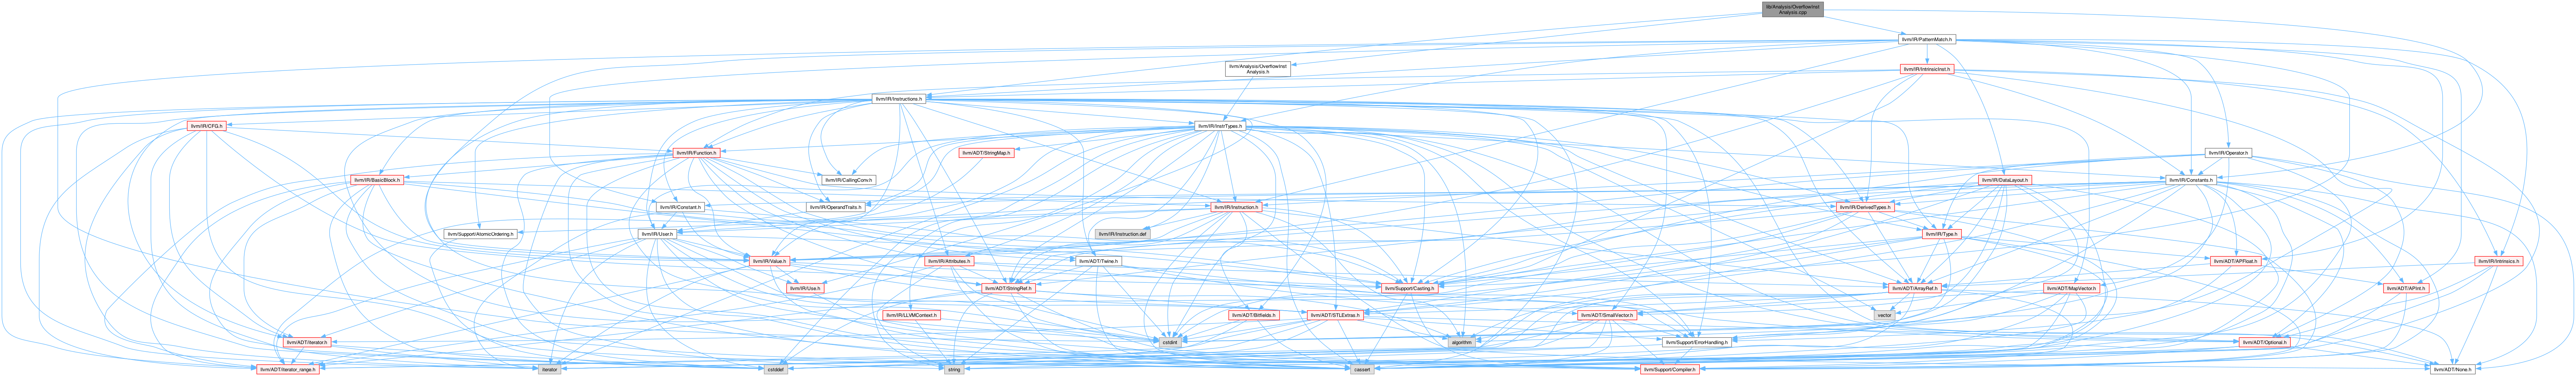 lib/Analysis/OverflowInst
Analysis.cpp
llvm/IR/PatternMatch.h
llvm/Analysis/OverflowInst
Analysis.h
llvm/IR/IntrinsicInst.h
llvm/IR/Instructions.h
llvm/IR/CFG.h
llvm/IR/InstrTypes.h
llvm/IR/Function.h
llvm/ADT/StringMap.h
llvm/IR/Operator.h
llvm/IR/BasicBlock.h
llvm/IR/CallingConv.h
llvm/IR/DataLayout.h
llvm/IR/Constants.h
llvm/IR/Constant.h
llvm/IR/OperandTraits.h
llvm/IR/Instruction.h
llvm/IR/DerivedTypes.h
llvm/Support/AtomicOrdering.h
llvm/IR/User.h
llvm/IR/Instruction.def
llvm/IR/Type.h
llvm/IR/Value.h
llvm/IR/Attributes.h
llvm/ADT/Twine.h
llvm/ADT/APFloat.h
llvm/IR/Intrinsics.h
llvm/IR/Use.h
llvm/ADT/StringRef.h
llvm/Support/Casting.h
llvm/ADT/ArrayRef.h
llvm/ADT/MapVector.h
llvm/ADT/APInt.h
llvm/IR/LLVMContext.h
llvm/ADT/Bitfields.h
llvm/ADT/STLExtras.h
llvm/ADT/SmallVector.h
vector
llvm/ADT/iterator.h
cstdint
algorithm
llvm/Support/ErrorHandling.h
llvm/ADT/Optional.h
llvm/ADT/iterator_range.h
iterator
cstddef
string
cassert
llvm/Support/Compiler.h
llvm/ADT/None.h